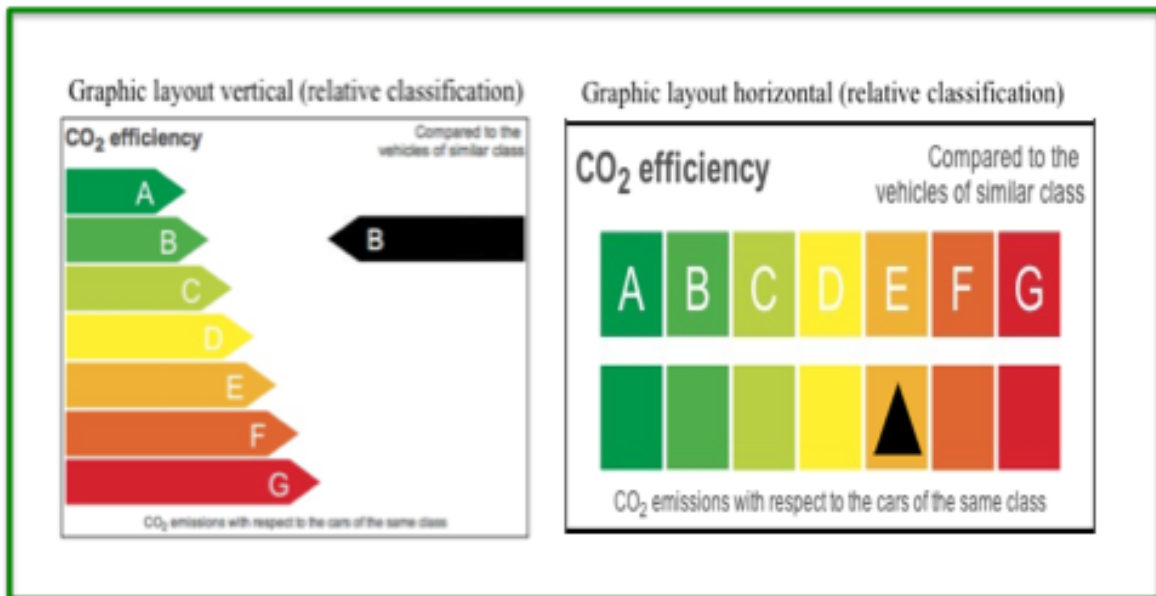 Graphic layout vertical (relative classification)
CO₂ efficiency
Compared to the
vehicles of similar class
A
B
B
C
D
E
F
G
CO₂ emissions with respect to the cars of the same class
Graphic layout horizontal (relative classification)
CO₂ efficiency
Compared to the
vehicles of similar class
A B C D E F G
CO₂ emissions with respect to the cars of the same class